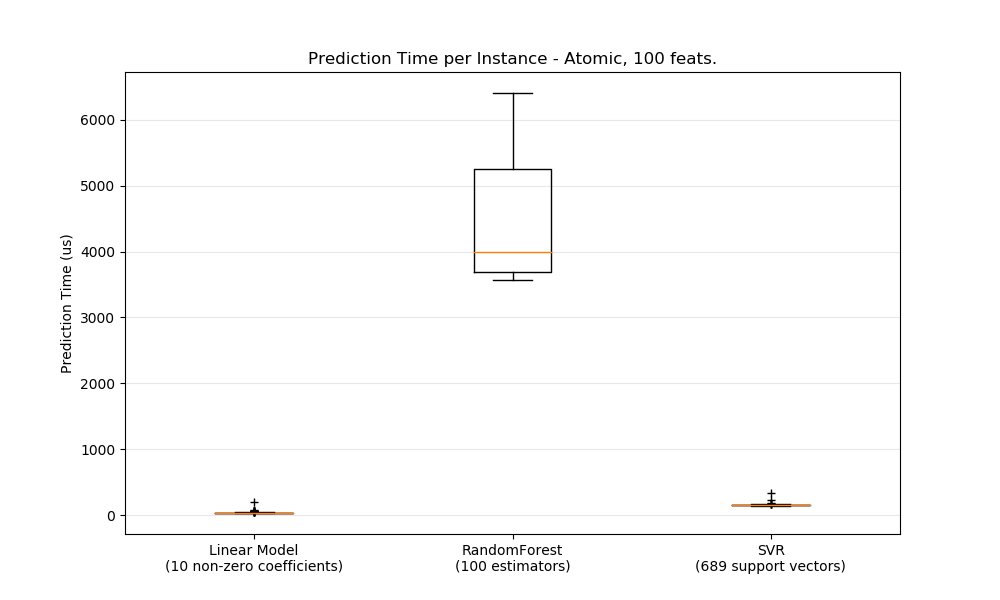 Prediction Time per Instance - Atomic, 100 feats.
Prediction Time (us)
6000
5000
4000
3000
2000
1000
0
Linear Model
(10 non-zero coefficients)
RandomForest
(100 estimators)
SVR
(689 support vectors)